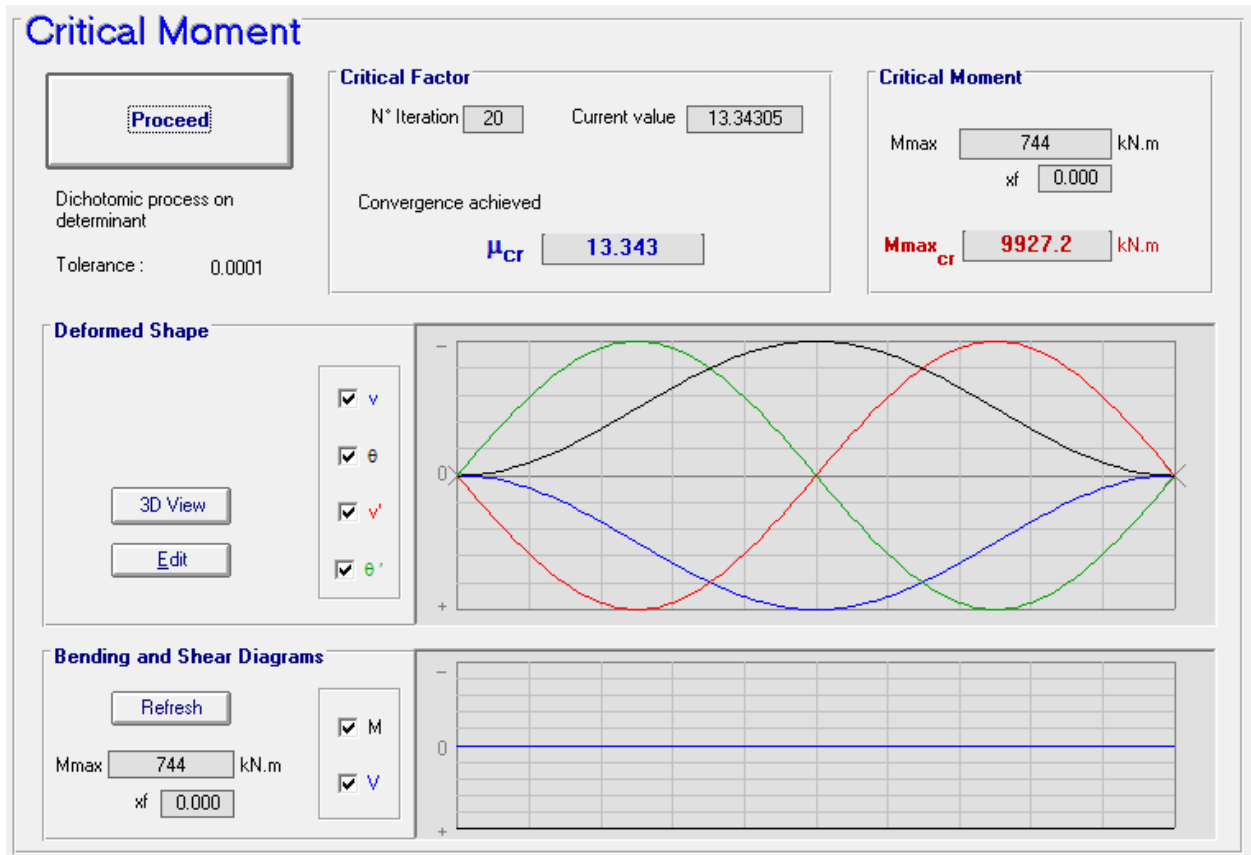 Critical Moment
Proceed
Dichotomic process on
determinant
Tolerance : 0.0001
Critical Factor
N° Iteration 20 Current value 13.34305
Convergence achieved
μcr 13.343
Critical Moment
Mmax 744 kN.m
xf 0.000
Mmaxcr 9927.2 kN.m
Deformed Shape
v
θ
v'
θ'
3D View
Edit
−
0
+
Bending and Shear Diagrams
Refresh
Mmax 744 kN.m
xf 0.000
M
V
−
0
+